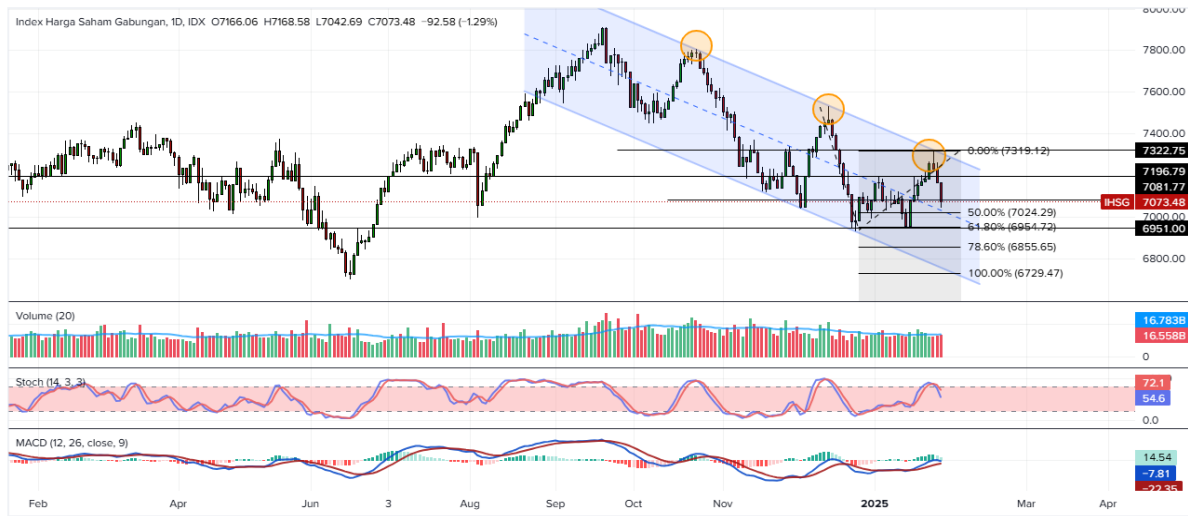 Index Harga Saham Gabungan, 1D, IDX O7166.06 H7168.58 L7042.69 C7073.48 −92.58 (−1.29%)
8000.00
7800.00
7600.00
7400.00
0.00% (7319.12)
7322.75
7196.79
7081.77
IHSG 7073.48
50.00% (7024.29)
7000.00
61.80% (6954.72)
6951.00
78.60% (6855.65)
6800.00
100.00% (6729.47)
Volume (20)
16.783B
16.558B
0
Stoch (14, 3, 3)
72.1
54.6
0.0
MACD (12, 26, close, 9)
14.54
−7.81
−22.35
Feb Apr Jun 3 Aug Sep Oct Nov 2025 Mar Apr